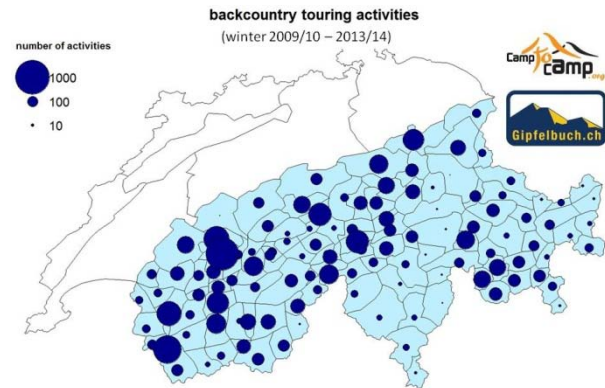 backcountry touring activities
(winter 2009/10 – 2013/14)
number of activities
1000
100
10
Camp to camp.org
Gipfelbuch.ch